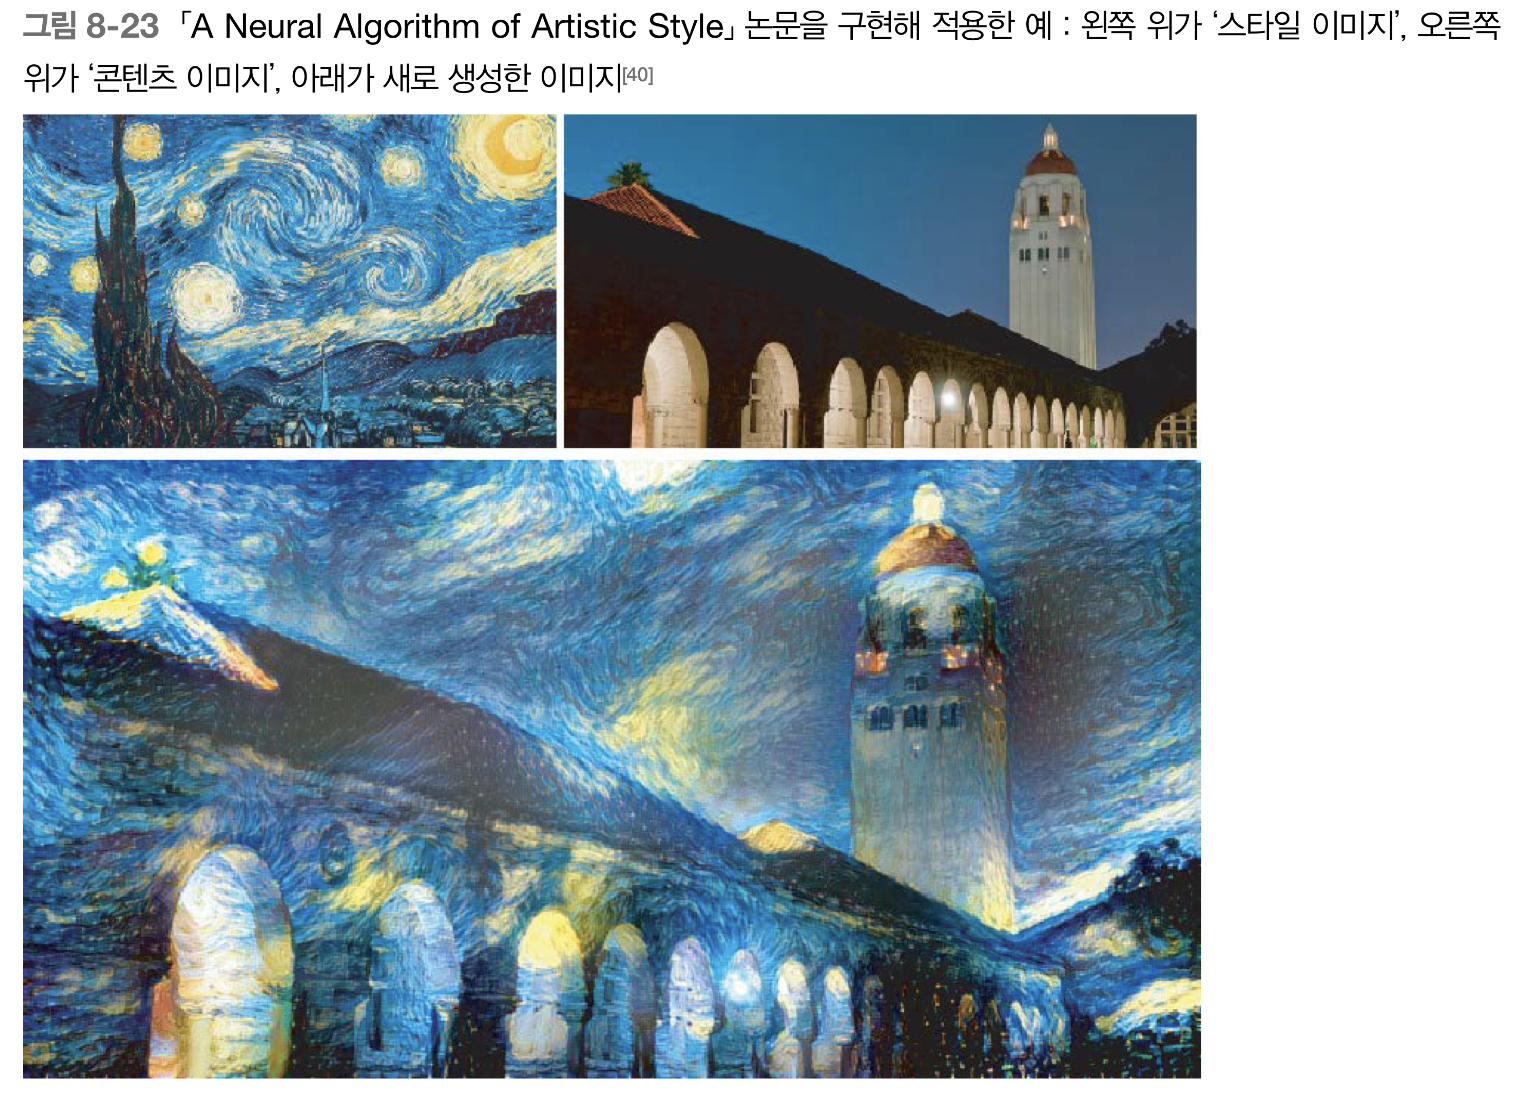 그림 8-23 「A Neural Algorithm of Artistic Style」 논문을 구현해 적용한 예 : 왼쪽 위가 ‘스타일 이미지’, 오른쪽
위가 ‘콘텐츠 이미지’, 아래가 새로 생성한 이미지[40]